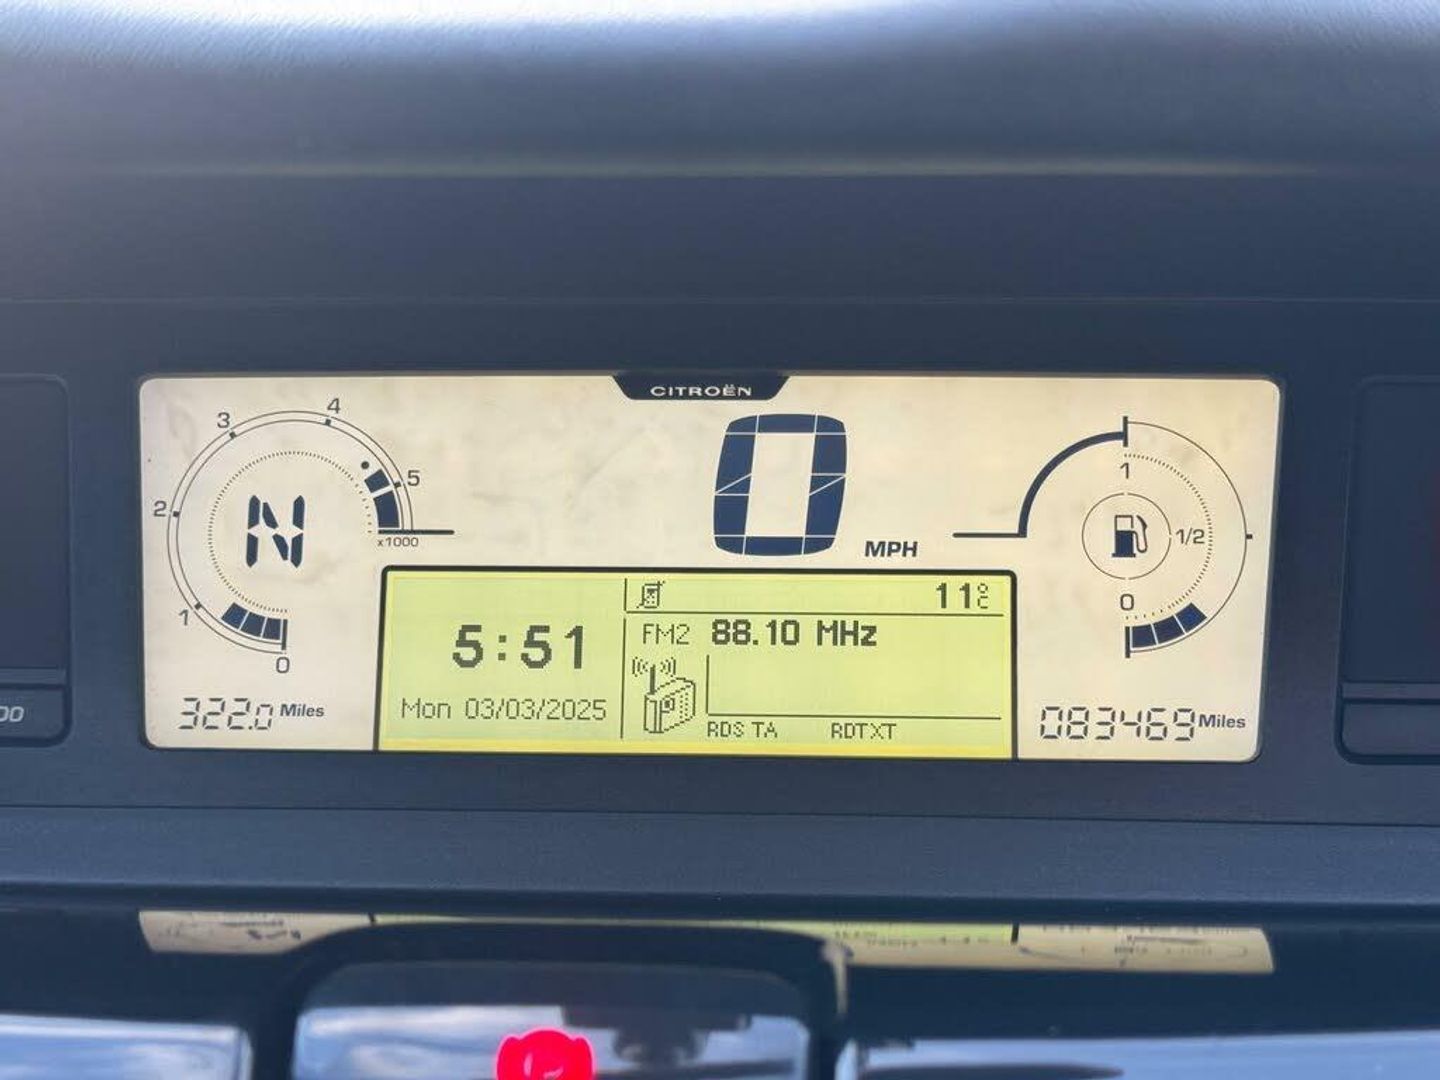 CITROËN
4
3
5
2
x1000
1
0
N
322.0 Miles
0 MPH
1
1/2
0
083469 Miles
11°C
5:51
Mon 03/03/2025
FM2 88.10 MHz
RDS TA RDTXT
00